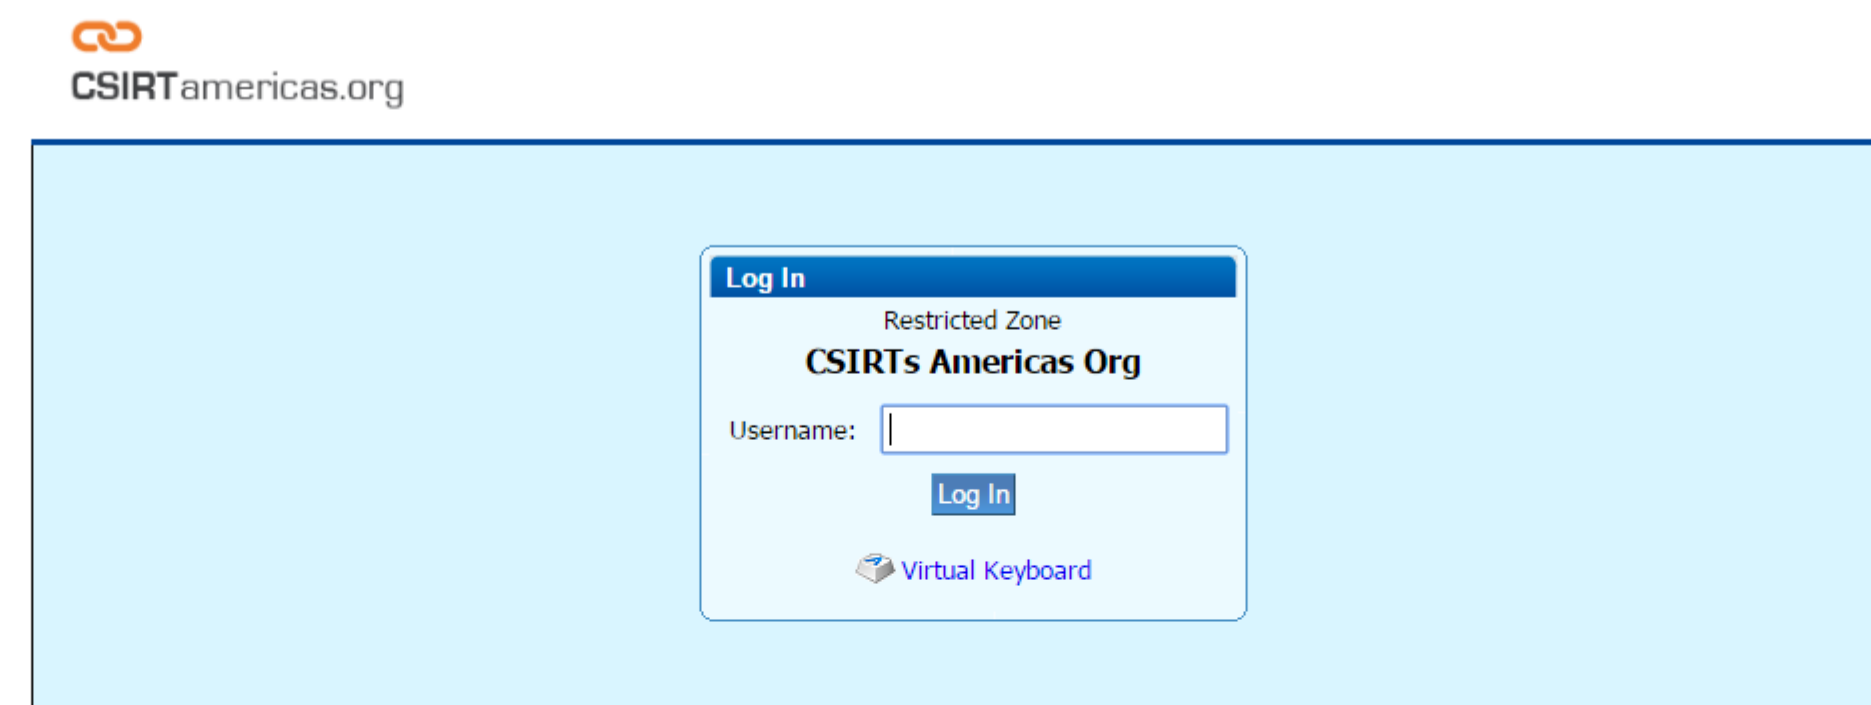 CSIRTamericas.org
Log In
Restricted Zone
CSIRTs Americas Org
Username:
Log In
Virtual Keyboard